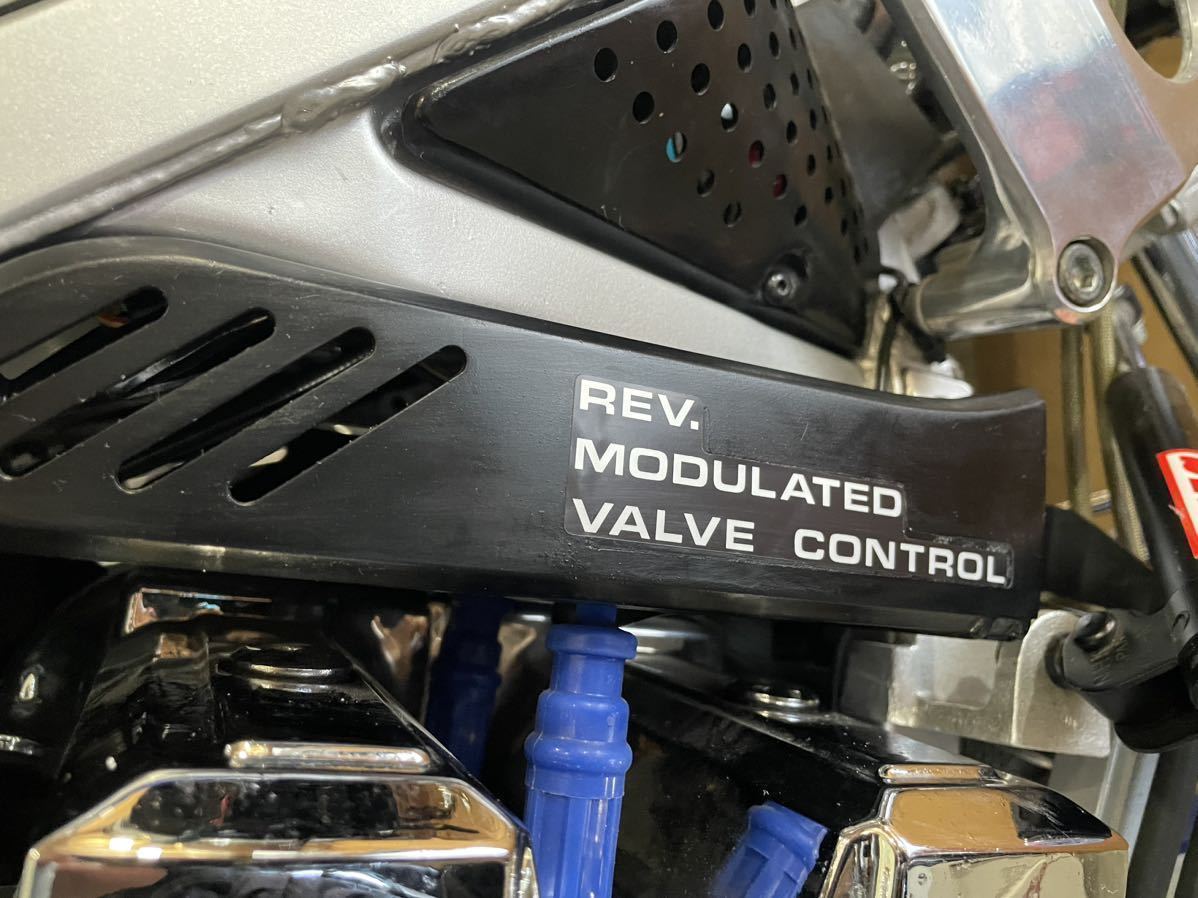 REV.
MODULATED
VALVE CONTROL